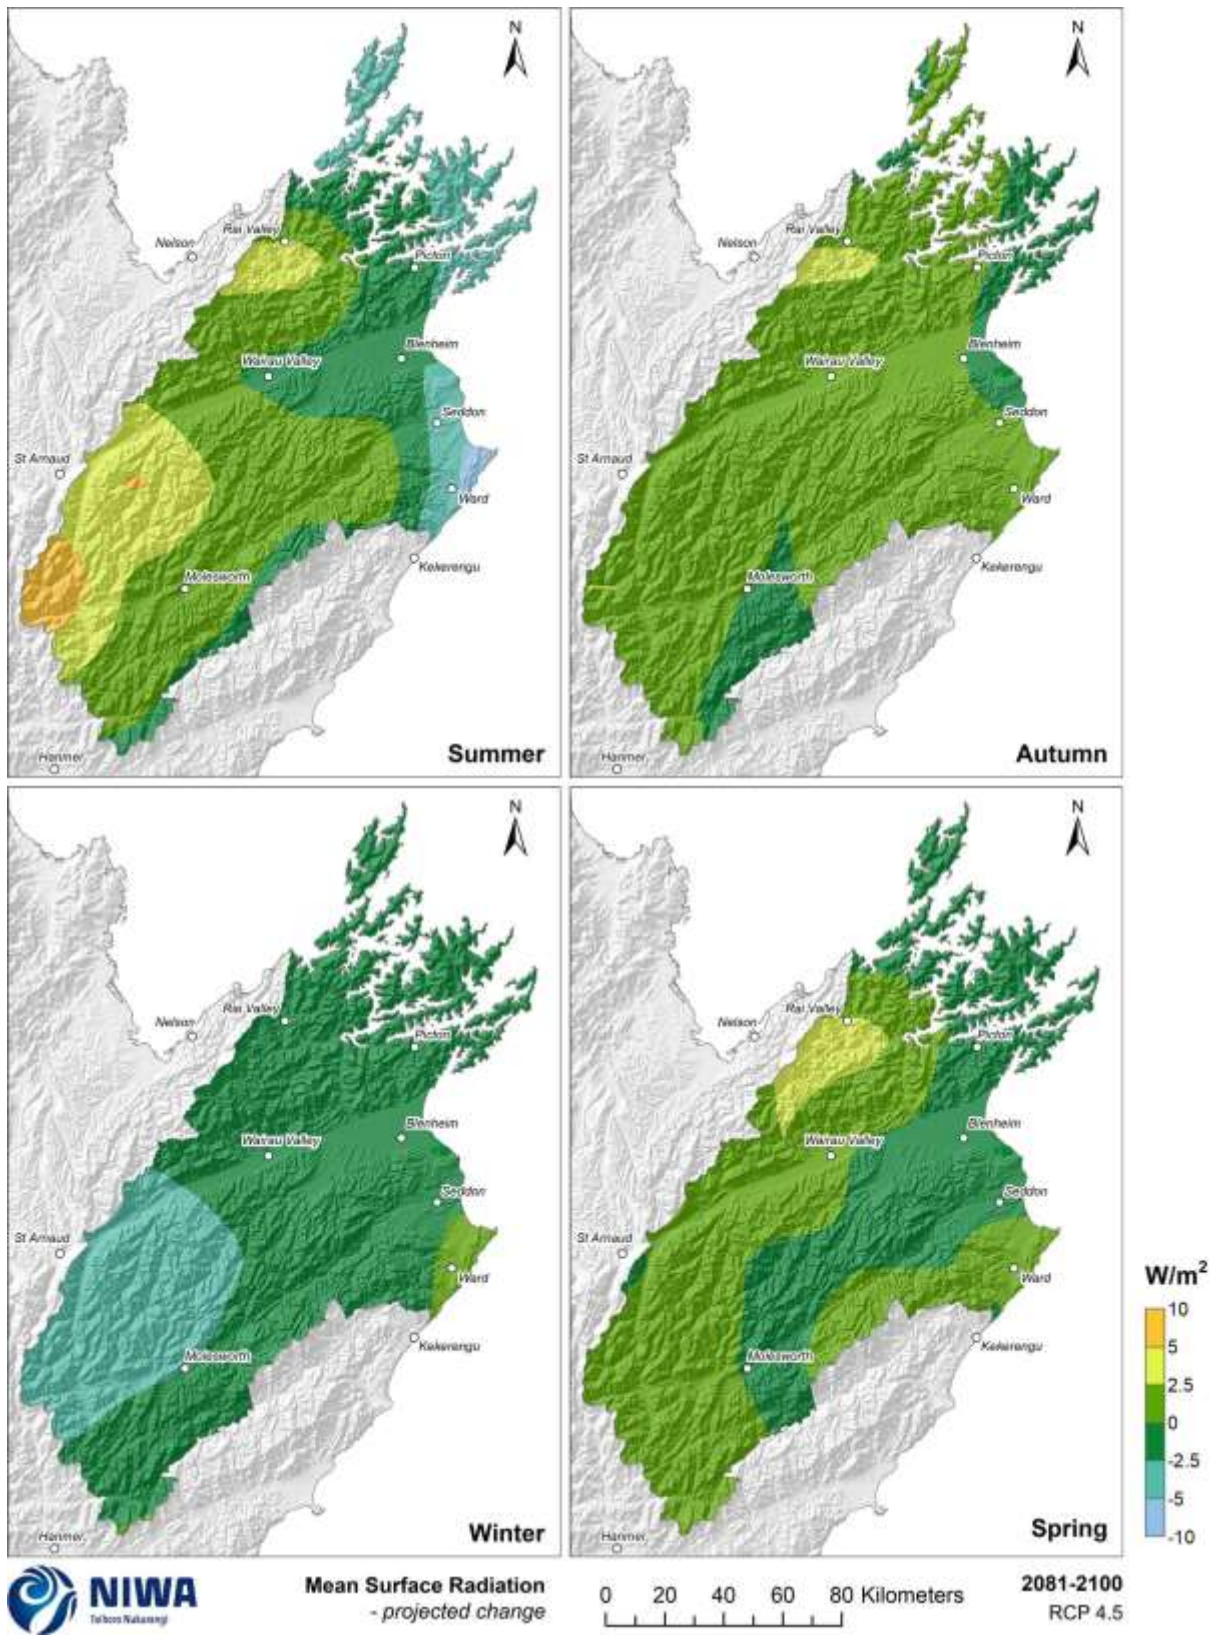 N
Rai Valley
Nelson
Picton
Blenheim
Wairau Valley
Seddon
St Arnaud
Ward
Kekerengu
Molesworth
Hanmer
Summer
N
Rai Valley
Nelson
Picton
Blenheim
Wairau Valley
Seddon
St Arnaud
Ward
Kekerengu
Molesworth
Hanmer
Autumn
N
Rai Valley
Nelson
Picton
Blenheim
Wairau Valley
Seddon
St Arnaud
Ward
Kekerengu
Molesworth
Hanmer
Winter
N
Rai Valley
Nelson
Picton
Blenheim
Wairau Valley
Seddon
St Arnaud
Ward
Kekerengu
Molesworth
Hanmer
Spring
W/m²
10
5
2.5
0
-2.5
-5
-10
NIWA
Taihoro Nukurangi
Mean Surface Radiation
- projected change
0 20 40 60 80 Kilometers
2081-2100
RCP 4.5